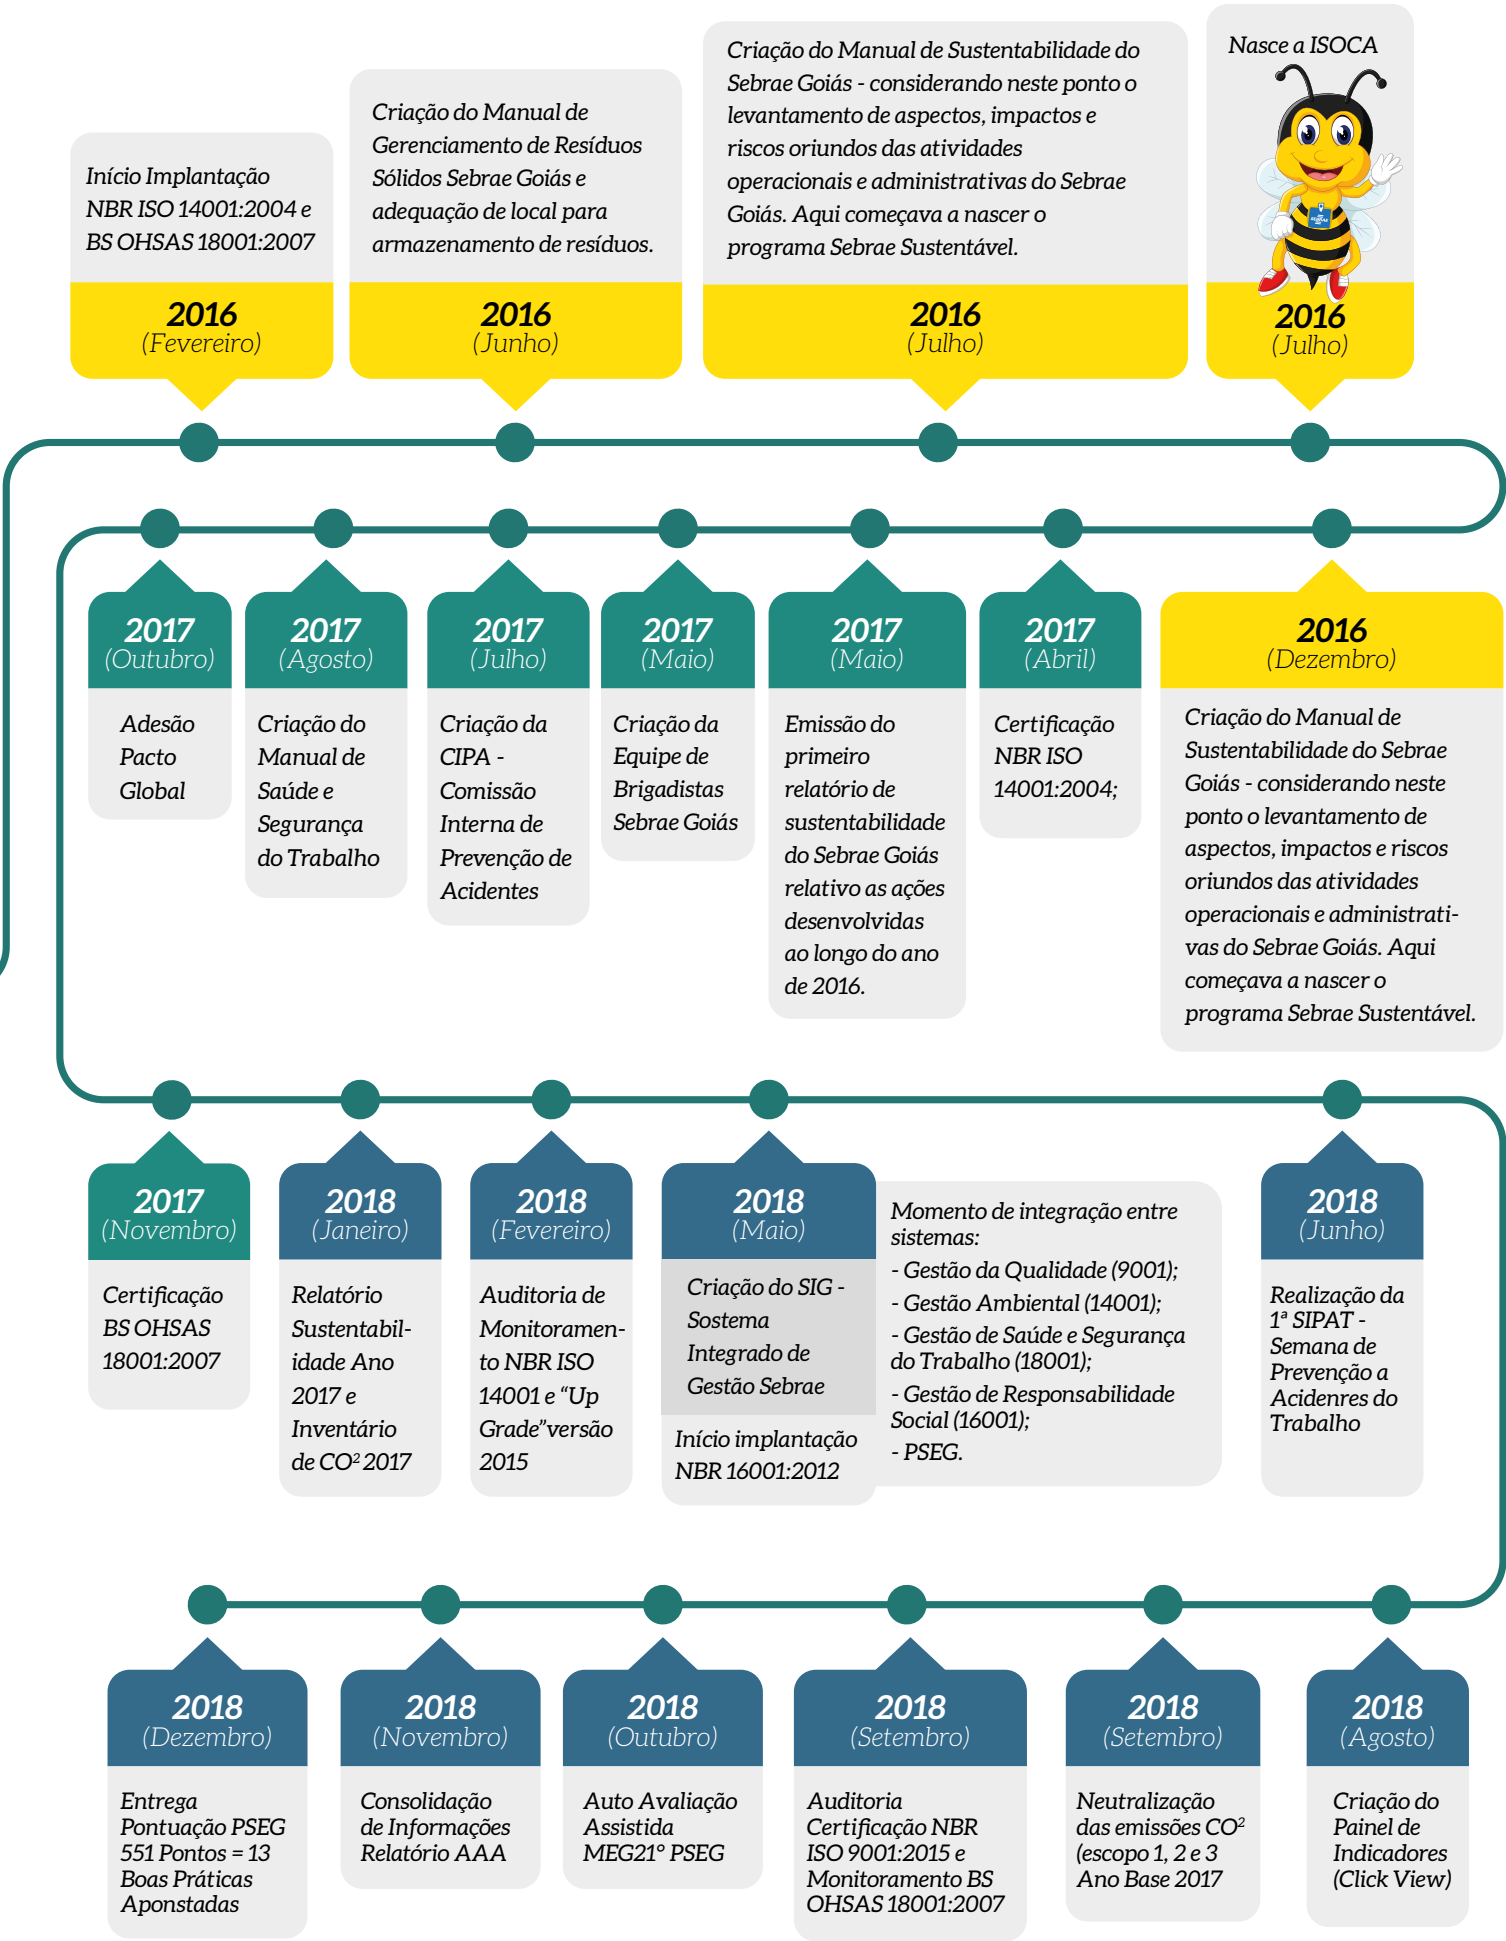 Início Implantação
NBR ISO 14001:2004 e
BS OHSAS 18001:2007
2016
(Fevereiro)
Criação do Manual de
Gerenciamento de Resíduos
Sólidos Sebrae Goiás e
adequação de local para
armazenamento de resíduos.
2016
(Junho)
Criação do Manual de Sustentabilidade do
Sebrae Goiás - considerando neste ponto o
levantamento de aspectos, impactos e
riscos oriundos das atividades
operacionais e administrativas do Sebrae
Goiás. Aqui começava a nascer o
programa Sebrae Sustentável.
2016
(Julho)
Nasce a ISOCA
SEBRAE
2016
(Julho)
2017
(Outubro)
Adesão
Pacto
Global
2017
(Agosto)
Criação do
Manual de
Saúde e
Segurança
do Trabalho
2017
(Julho)
Criação da
CIPA -
Comissão
Interna de
Prevenção de
Acidentes
2017
(Maio)
Criação da
Equipe de
Brigadistas
Sebrae Goiás
2017
(Maio)
Emissão do
primeiro
relatório de
sustentabilidade
do Sebrae Goiás
relativo as ações
desenvolvidas
ao longo do ano
de 2016.
2017
(Abril)
Certificação
NBR ISO
14001:2004;
2016
(Dezembro)
Criação do Manual de
Sustentabilidade do Sebrae
Goiás - considerando neste
ponto o levantamento de
aspectos, impactos e riscos
oriundos das atividades
operacionais e administrati-
vas do Sebrae Goiás. Aqui
começava a nascer o
programa Sebrae Sustentável.
2017
(Novembro)
Certificação
BS OHSAS
18001:2007
2018
(Janeiro)
Relatório
Sustentabil-
idade Ano
2017 e
Inventário
de CO² 2017
2018
(Fevereiro)
Auditoria de
Monitoramen-
to NBR ISO
14001 e “Up
Grade”versão
2015
2018
(Maio)
Criação do SIG -
Sostema
Integrado de
Gestão Sebrae
Início implantação
NBR 16001:2012
Momento de integração entre
sistemas:
- Gestão da Qualidade (9001);
- Gestão Ambiental (14001);
- Gestão de Saúde e Segurança
do Trabalho (18001);
- Gestão de Responsabilidade
Social (16001);
- PSEG.
2018
(Junho)
Realização da
1ª SIPAT -
Semana de
Prevenção a
Acidenres do
Trabalho
2018
(Dezembro)
Entrega
Pontuação PSEG
551 Pontos = 13
Boas Práticas
Aponstadas
2018
(Novembro)
Consolidação
de Informações
Relatório AAA
2018
(Outubro)
Auto Avaliação
Assistida
MEG21° PSEG
2018
(Setembro)
Auditoria
Certificação NBR
ISO 9001:2015 e
Monitoramento BS
OHSAS 18001:2007
2018
(Setembro)
Neutralização
das emissões CO²
(escopo 1, 2 e 3
Ano Base 2017
2018
(Agosto)
Criação do
Painel de
Indicadores
(Click View)